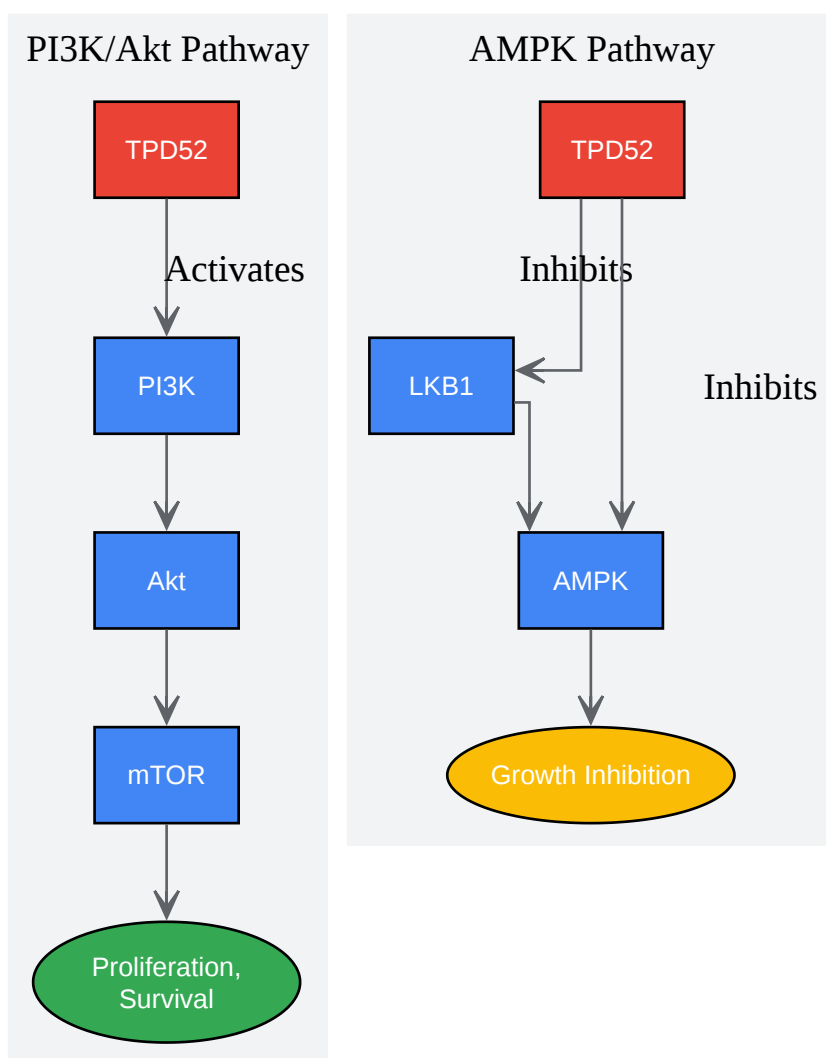 PI3K/Akt Pathway
TPD52
Activates
PI3K
Akt
mTOR
Proliferation,
Survival
AMPK Pathway
TPD52
Inhibits
LKB1
Inhibits
AMPK
Growth Inhibition